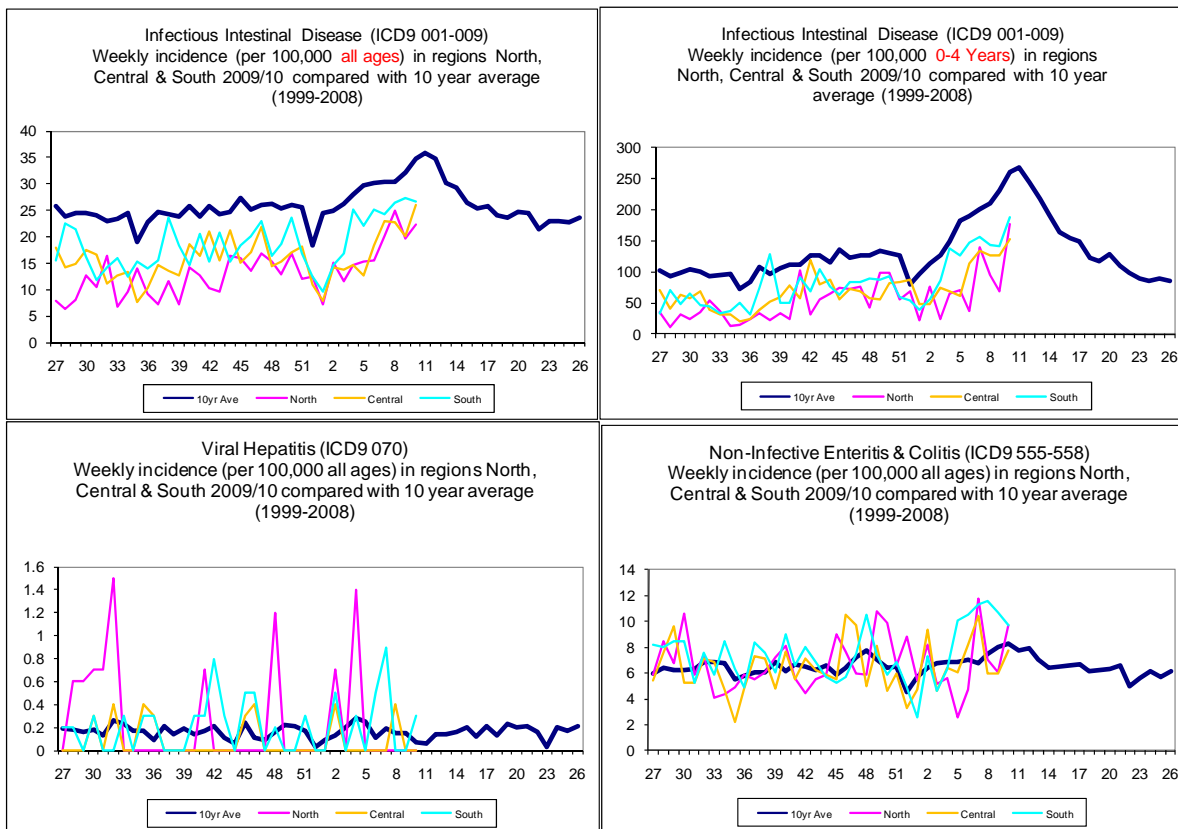 Infectious Intestinal Disease (ICD9 001-009)
Weekly incidence (per 100,000 all ages) in regions North,
Central & South 2009/10 compared with 10 year average
(1999-2008)
40
35
30
25
20
15
10
5
0
27 30 33 36 39 42 45 48 51 2 5 8 11 14 17 20 23 26
10yr Ave North Central South
Infectious Intestinal Disease (ICD9 001-009)
Weekly incidence (per 100,000 0-4 Years) in regions
North, Central & South 2009/10 compared with 10 year
average (1999-2008)
300
250
200
150
100
50
0
27 30 33 36 39 42 45 48 51 2 5 8 11 14 17 20 23 26
10yr Ave North Central South
Viral Hepatitis (ICD9 070)
Weekly incidence (per 100,000 all ages) in regions North,
Central & South 2009/10 compared with 10 year average
(1999-2008)
1.6
1.4
1.2
1
0.8
0.6
0.4
0.2
0
27 30 33 36 39 42 45 48 51 2 5 8 11 14 17 20 23 26
10yr Ave North Central South
Non-Infective Enteritis & Colitis (ICD9 555-558)
Weekly incidence (per 100,000 all ages) in regions North,
Central & South 2009/10 compared with 10 year average
(1999-2008)
14
12
10
8
6
4
2
0
27 30 33 36 39 42 45 48 51 2 5 8 11 14 17 20 23 26
10yr Ave North Central South